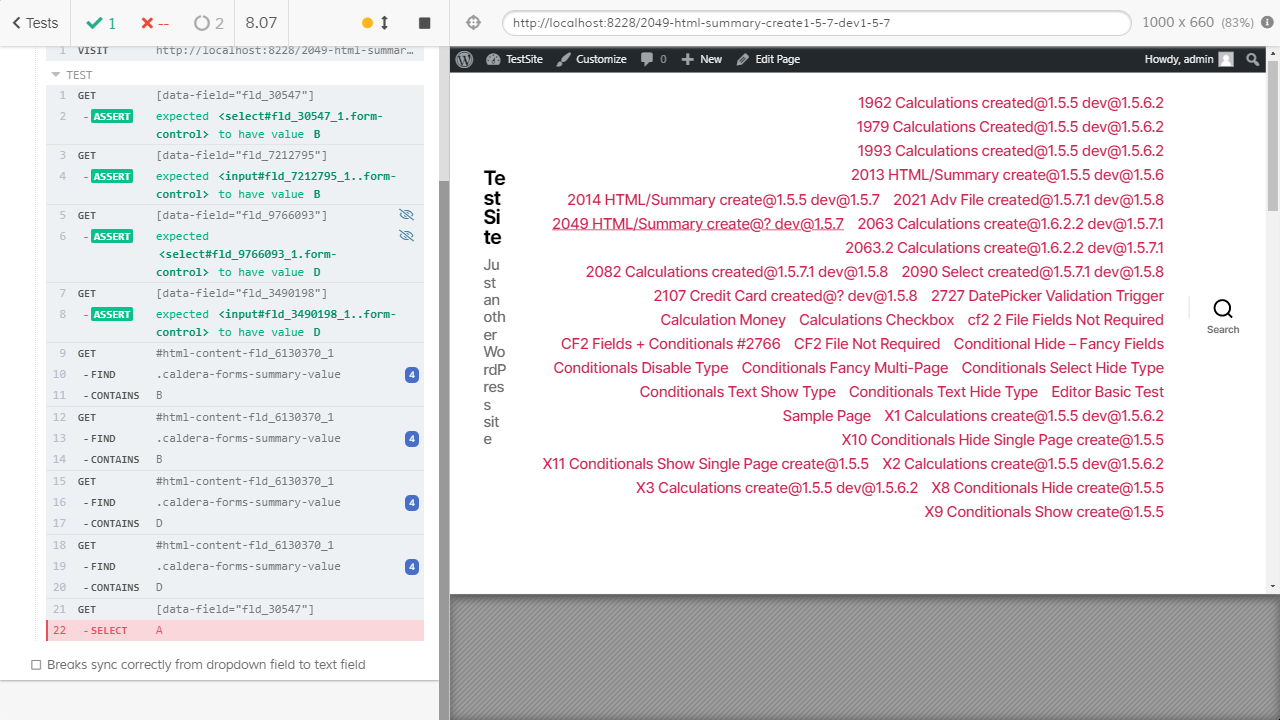 Tests
1
--
2
8.07
http://localhost:8228/2049-html-summary-create1-5-7-dev1-5-7
1000 x 660 (83%)
1 VISIT http://localhost:8228/2049-html-summar…
TEST
1 GET [data-field="fld_30547"]
2 - ASSERT expected <select#fld_30547_1.form-
control> to have value B
3 GET [data-field="fld_7212795"]
4 - ASSERT expected <input#fld_7212795_1..form-
control> to have value B
5 GET [data-field="fld_9766093"]
6 - ASSERT expected
<select#fld_9766093_1.form-
control> to have value D
7 GET [data-field="fld_3490198"]
8 - ASSERT expected <input#fld_3490198_1..form-
control> to have value D
9 GET #html-content-fld_6130370_1
10 - FIND .caldera-forms-summary-value 4
11 - CONTAINS B
12 GET #html-content-fld_6130370_1
13 - FIND .caldera-forms-summary-value 4
14 - CONTAINS B
15 GET #html-content-fld_6130370_1
16 - FIND .caldera-forms-summary-value 4
17 - CONTAINS D
18 GET #html-content-fld_6130370_1
19 - FIND .caldera-forms-summary-value 4
20 - CONTAINS D
21 GET [data-field="fld_30547"]
22 - SELECT A
Breaks sync correctly from dropdown field to text field
TestSite Customize 0 New Edit Page Howdy, admin
Te
st
Si
te
Ju
st
an
oth
er
Wo
rdP
res
s
sit
e
1962 Calculations created@1.5.5 dev@1.5.6.2
1979 Calculations Created@1.5.5 dev@1.5.6.2
1993 Calculations created@1.5.5 dev@1.5.6.2
2013 HTML/Summary create@1.5.5 dev@1.5.6
2014 HTML/Summary create@1.5.5 dev@1.5.7 2021 Adv File created@1.5.7.1 dev@1.5.8
2049 HTML/Summary create@? dev@1.5.7 2063 Calculations created@1.6.2.2 dev@1.5.7.1
2063.2 Calculations create@1.6.2.2 dev@1.5.7.1
2082 Calculations created@1.5.7.1 dev@1.5.8 2090 Select created@1.5.7.1 dev@1.5.8
2107 Credit Card created@? dev@1.5.8 2727 DatePicker Validation Trigger
Calculation Money Calculations Checkbox cf2 2 File Fields Not Required
CF2 Fields + Conditionals #2766 CF2 File Not Required Conditional Hide – Fancy Fields
Conditionals Disable Type Conditionals Fancy Multi-Page Conditionals Select Hide Type
Conditionals Text Show Type Conditionals Text Hide Type Editor Basic Test
Sample Page X1 Calculations create@1.5.5 dev@1.5.6.2
X10 Conditionals Hide Single Page create@1.5.5
X11 Conditionals Show Single Page create@1.5.5 X2 Calculations create@1.5.5 dev@1.5.6.2
X3 Calculations create@1.5.5 dev@1.5.6.2 X8 Conditionals Hide create@1.5.5
X9 Conditionals Show create@1.5.5
Search